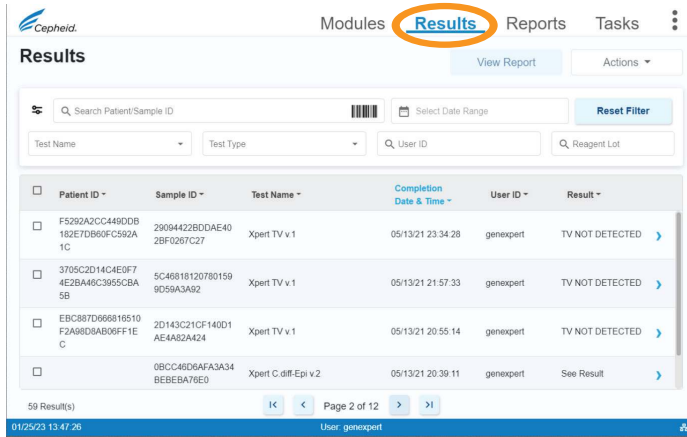 Cepheid.
Modules Results Reports Tasks
Results
View Report
Actions
Search Patient/Sample ID
Select Date Range
Reset Filter
Test Name
Test Type
User ID
Reagent Lot
Patient ID Sample ID Test Name Completion Date & Time User ID Result
F5292A2CC449DDB
182E7DB60FC592A
1C
29094422BDDAE40
2BF0267C27
Xpert TV v.1
05/13/21 23:34:28
genexpert
TV NOT DETECTED
3705C2D14C4E0F7
4E2BA46C3955CBA
5B
5C46818120780159
9D59A3A92
Xpert TV v.1
05/13/21 21:57:33
genexpert
TV NOT DETECTED
EBC887D666816510
F2A98D8AB06FF1E
C
2D143C21CF140D1
AE4A82A424
Xpert TV v.1
05/13/21 20:55:14
genexpert
TV NOT DETECTED
0BCC46D6AFA3A34
BEBEBA76E0
Xpert C.diff-Epi v.2
05/13/21 20:39:11
genexpert
See Result
59 Result(s)
Page 2 of 12
01/25/23 13:47:26
User: genexpert